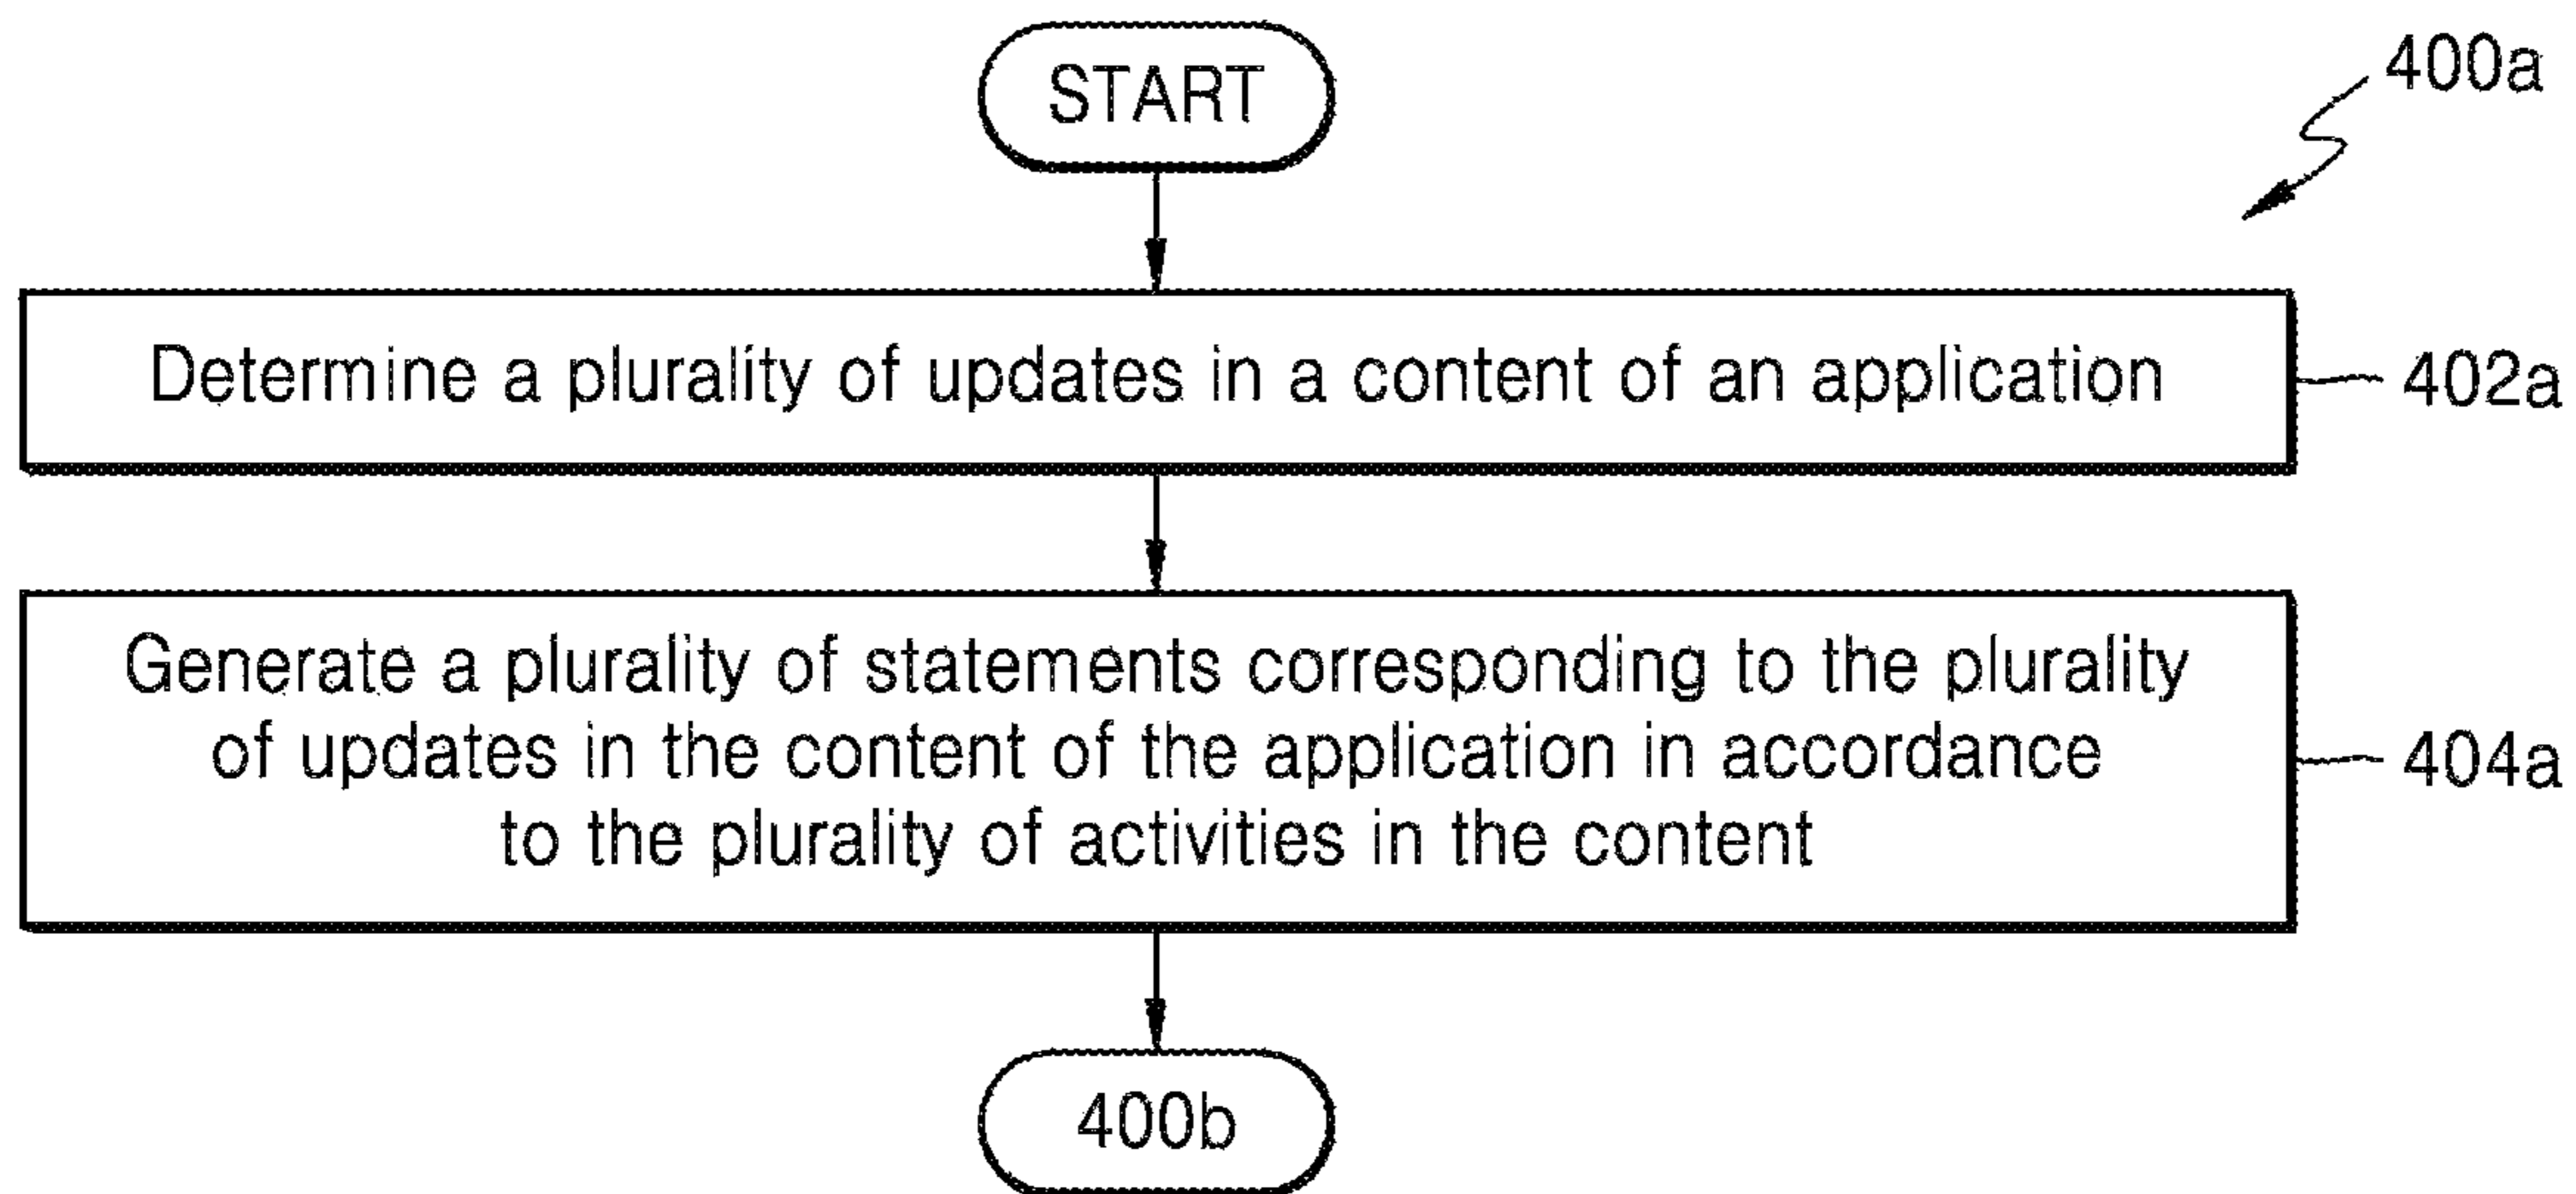 START
400a
Determine a plurality of updates in a content of an application
402a
Generate a plurality of statements corresponding to the plurality
of updates in the content of the application in accordance
to the plurality of activities in the content
404a
400b